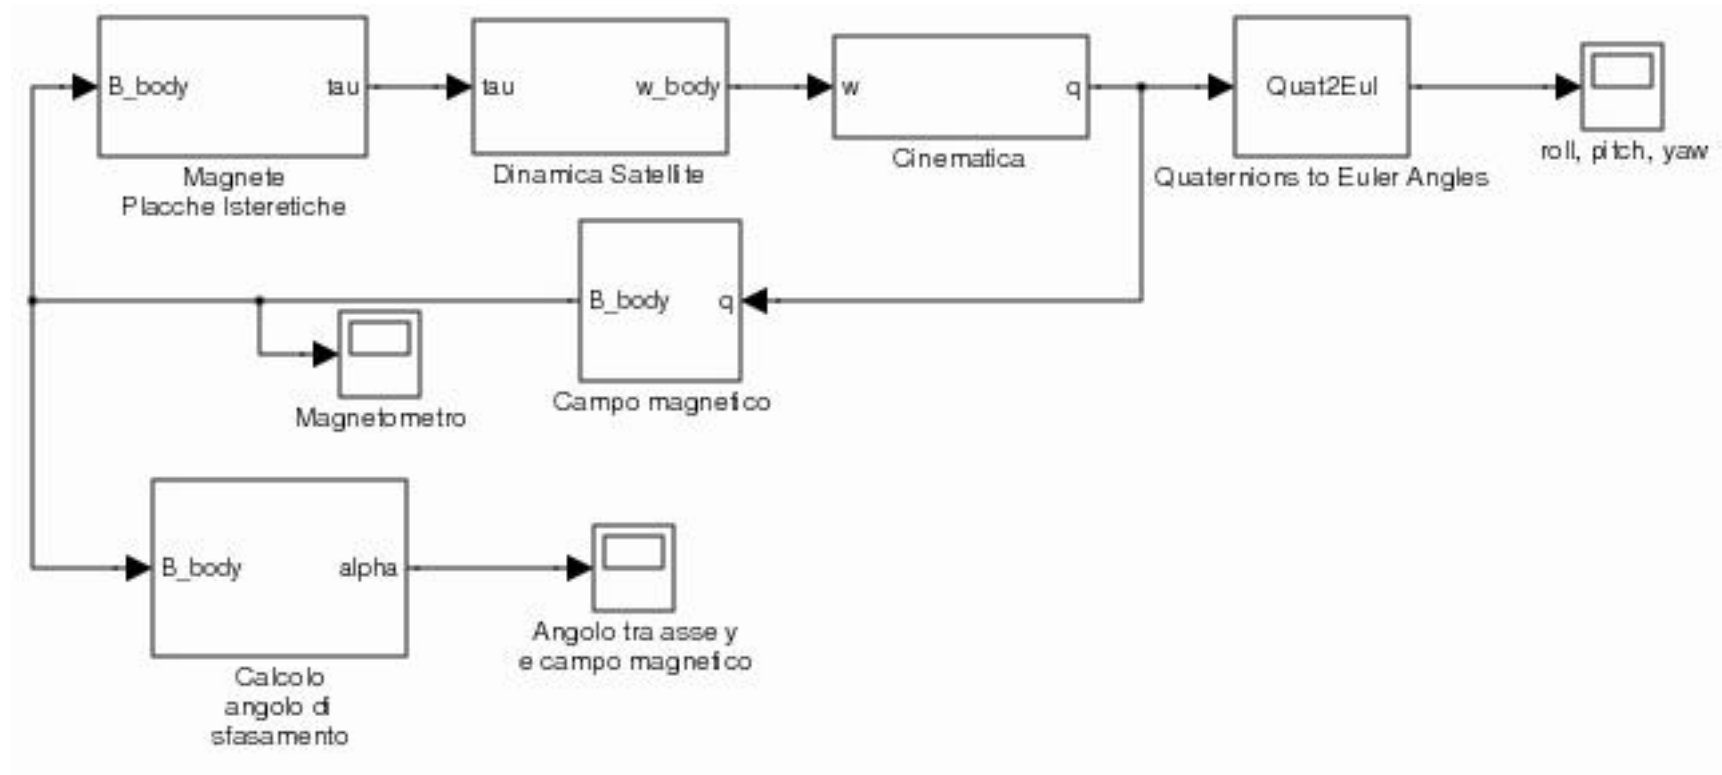 B_body
tau
Magnete
Placche Isteretiche
tau
w_body
Dinamica Satellite
w
q
Cinematica
Quat2Eul
Quaternions to Euler Angles
roll, pitch, yaw
B_body
q
Campo magnetico
Magnetometro
B_body
alpha
Calcolo
angolo di
sfasamento
Angolo tra asse y
e campo magnetico